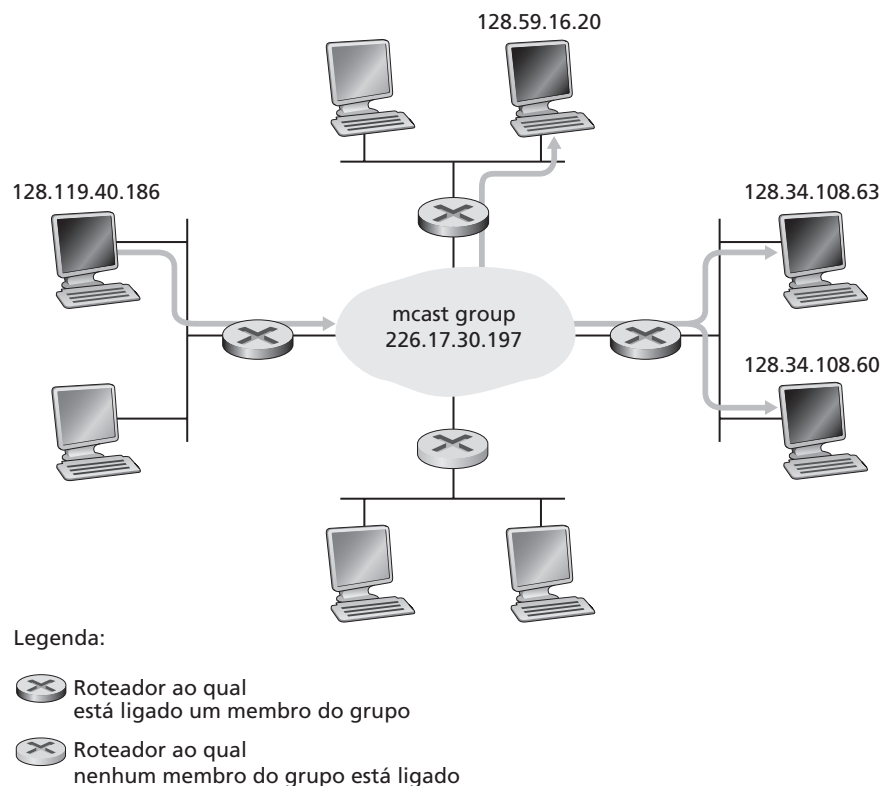 128.59.16.20
128.119.40.186
128.34.108.63
mcast group
226.17.30.197
128.34.108.60
Legenda:
Roteador ao qual
está ligado um membro do grupo
Roteador ao qual
nenhum membro do grupo está ligado